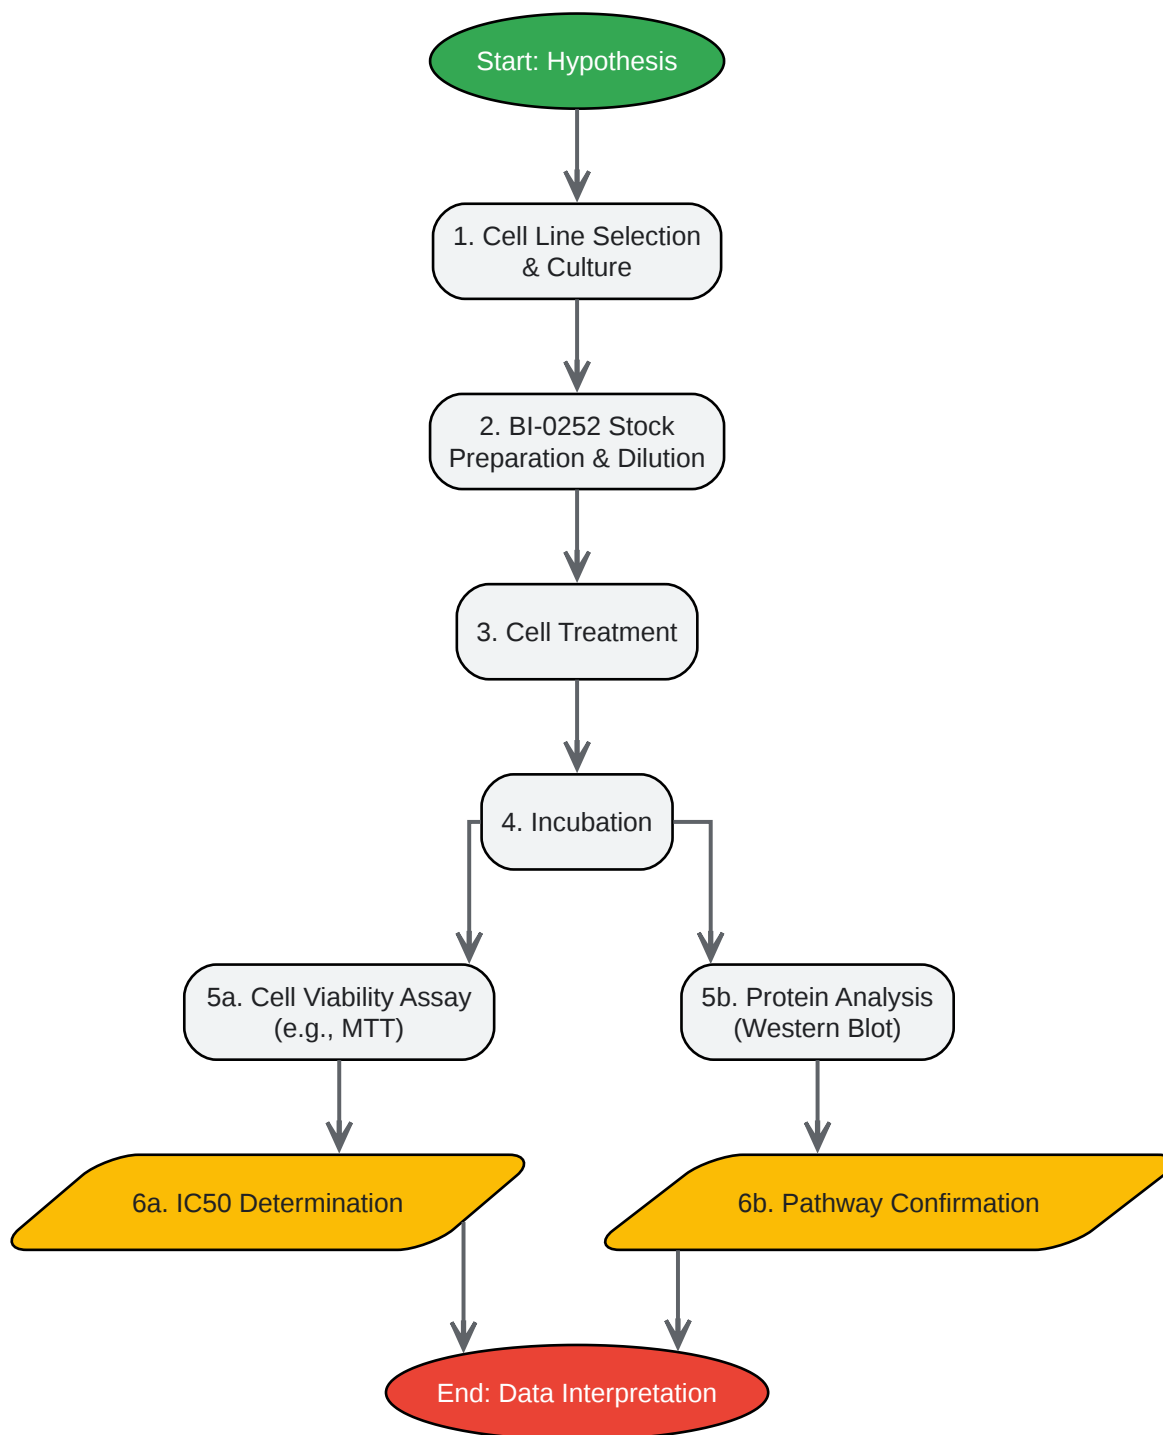 Start: Hypothesis
1. Cell Line Selection
& Culture
2. BI-0252 Stock
Preparation & Dilution
3. Cell Treatment
4. Incubation
5a. Cell Viability Assay
(e.g., MTT)
5b. Protein Analysis
(Western Blot)
6a. IC50 Determination
6b. Pathway Confirmation
End: Data Interpretation